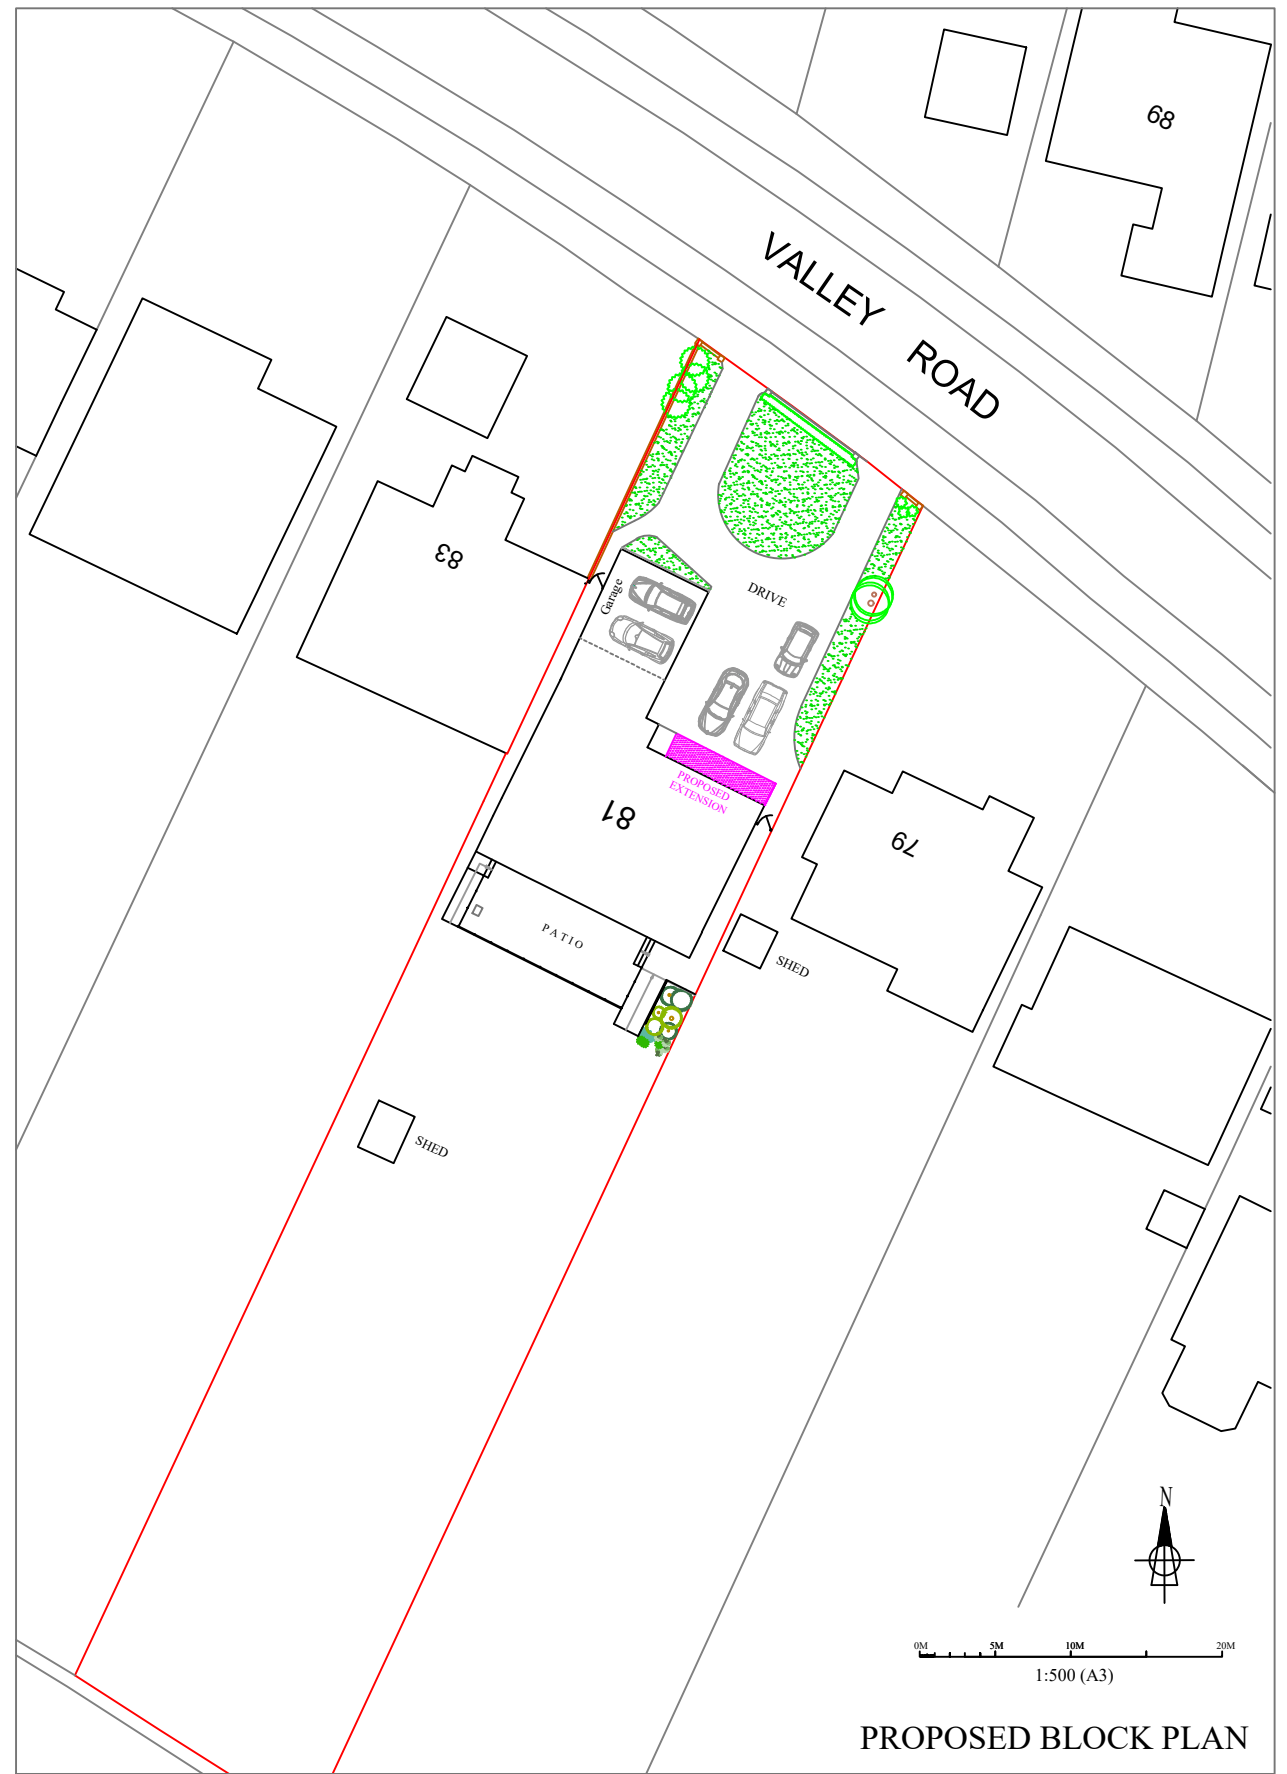 68
VALLEY ROAD
83
Garage
DRIVE
PROPOSED
EXTENSION
81
79
PATIO
SHED
SHED
N
0M 5M 10M 20M
1:500 (A3)
PROPOSED BLOCK PLAN